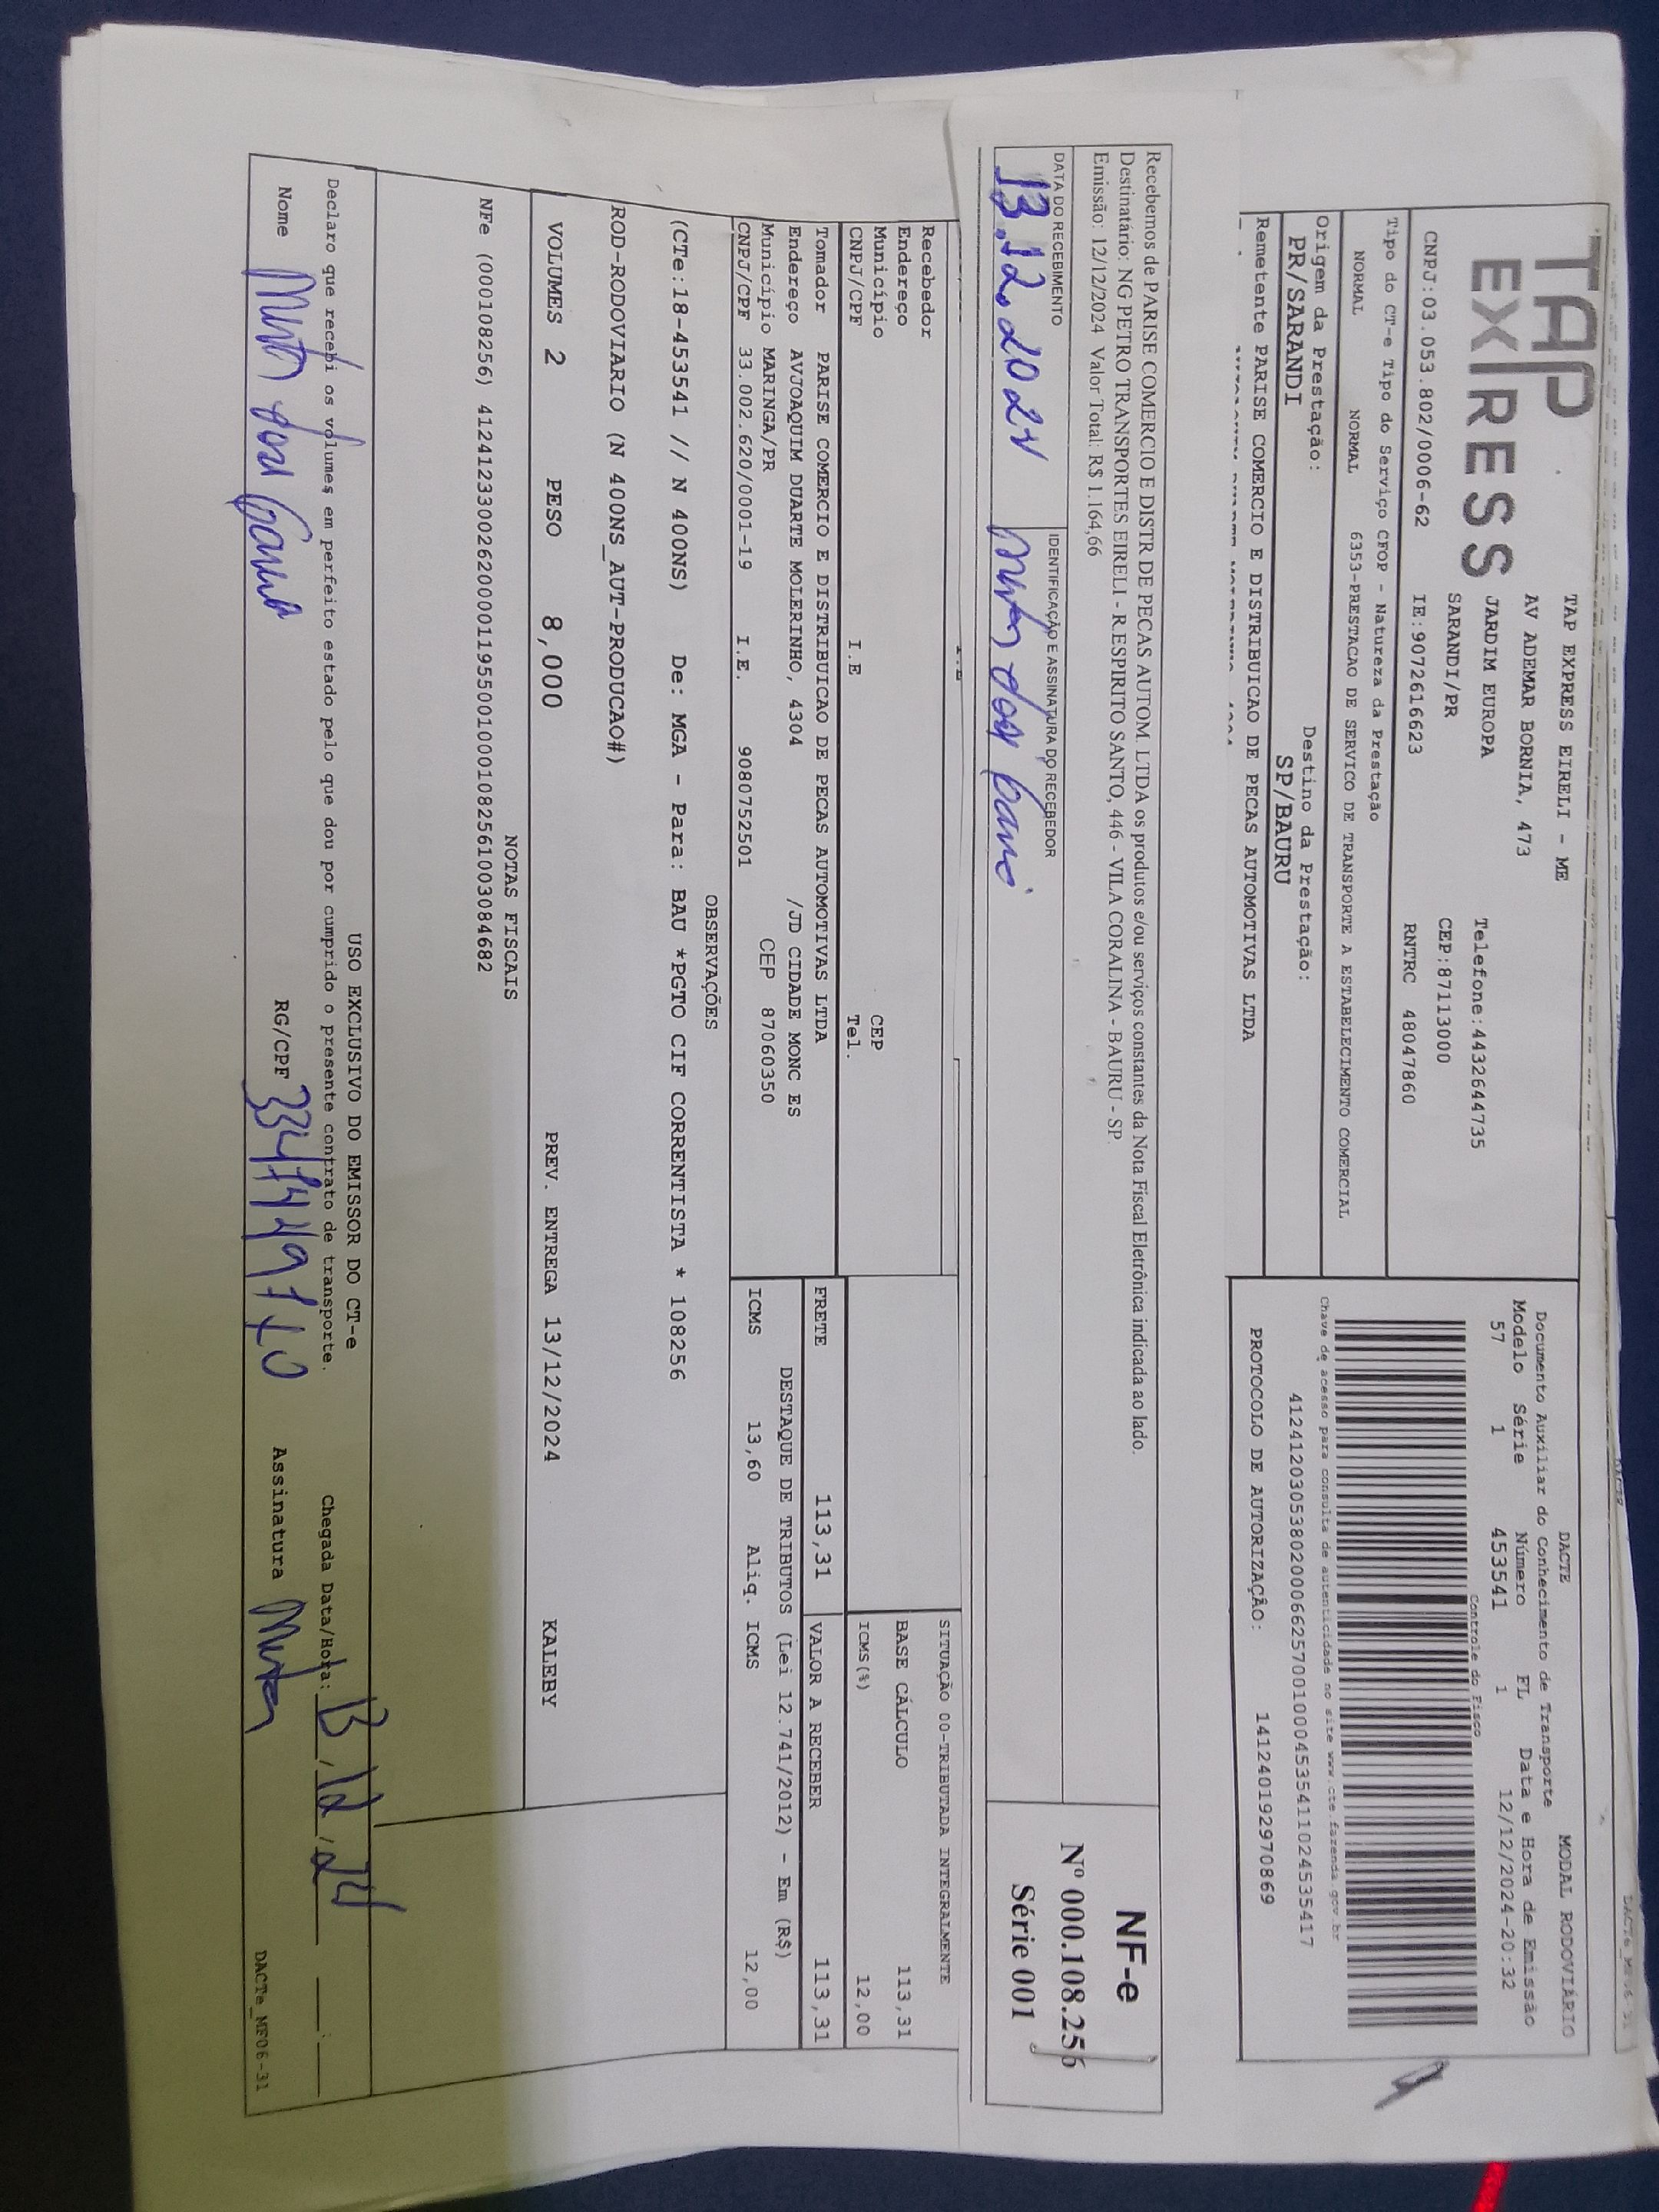 TAP
EXPRESS
TAP EXPRESS EIRELI - ME
AV ADEMAR BORNIA, 473
JARDIM EUROPA Telefone:4432644735
SARANDI/PR CEP:87113000
CNPJ:03.053.802/0006-62 IE:9072616623 RNTRC 48047860
Tipo do CT-e Tipo do Serviço CFOP - Natureza da Prestação
NORMAL NORMAL 6353-PRESTACAO DE SERVICO DE TRANSPORTE A ESTABELECIMENTO COMERCIAL
Origem da Prestação: Destino da Prestação:
PR/SARANDI SP/BAURU
Remetente PARISE COMERCIO E DISTRIBUICAO DE PECAS AUTOMOTIVAS LTDA
DACTE MODAL RODOVIÁRIO
Documento Auxiliar do Conhecimento de Transporte
Modelo Série Número FL Data e Hora de Emissão
57 1 453541 1 12/12/2024-20:32
Controle do Fisco
Chave de acesso para consulta de autenticidade no site www.cte.fazenda.gov.br
41241203053802000662570010004535411024535417
PROTOCOLO DE AUTORIZAÇÃO: 141240192970869
Recebemos de PARISE COMERCIO E DISTR DE PECAS AUTOM. LTDA os produtos e/ou serviços constantes da Nota Fiscal Eletrônica indicada ao lado.
Destinatário: NG PETRO TRANSPORTES EIRELI - R.ESPIRITO SANTO, 446 - VILA CORALINA - BAURU - SP.
Emissão: 12/12/2024 Valor Total: R$ 1.164,66
DATA DO RECEBIMENTO IDENTIFICAÇÃO E ASSINATURA DO RECEBEDOR
13.12.2024
NF-e
Nº 000.108.256
Série 001
Recebedor
Endereço
Município CEP
CNPJ/CPF I.E Tel.
SITUAÇÃO 00-TRIBUTADA INTEGRALMENTE
BASE CÁLCULO 113,31
ICMS(%) 12,00
Tomador PARISE COMERCIO E DISTRIBUICAO DE PECAS AUTOMOTIVAS LTDA
Endereço AVJOAQUIM DUARTE MOLERINHO, 4304 /JD CIDADE MONC ES
Município MARINGA/PR CEP 87060350
CNPJ/CPF 33.002.620/0001-19 I.E. 9080752501
FRETE 113,31 VALOR A RECEBER 113,31
DESTAQUE DE TRIBUTOS (Lei 12.741/2012) - Em (R$)
ICMS 13,60 Aliq. ICMS 12,00
OBSERVAÇÕES
(CTe:18-453541 // N 400NS) De: MGA - Para: BAU *PGTO CIF CORRENTISTA * 108256
ROD-RODOVIARIO (N 400NS_AUT-PRODUCAO#)
VOLUMES 2 PESO 8,000 PREV. ENTREGA 13/12/2024 KALEBY
NOTAS FISCAIS
NFe (000108256) 41241233002620000119550010001082561003084682
USO EXCLUSIVO DO EMISSOR DO CT-e
Declaro que recebi os volumes em perfeito estado pelo que dou por cumprido o presente contrato de transporte. Chegada Data/Hora: 13/12/24
Nome RG/CPF Assinatura
DACTe_MF06-31